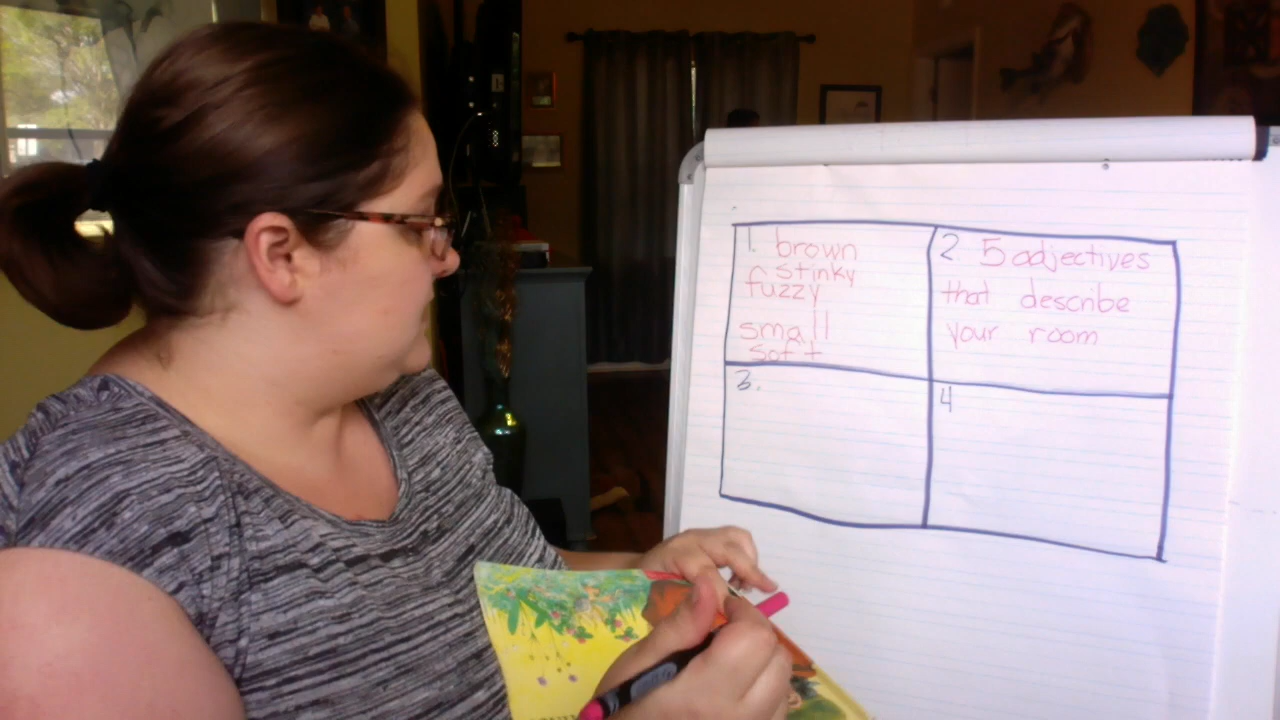 1. brown
stinky
fuzzy
small
soft
2. 5 adjectives
that describe
your room
3.
4